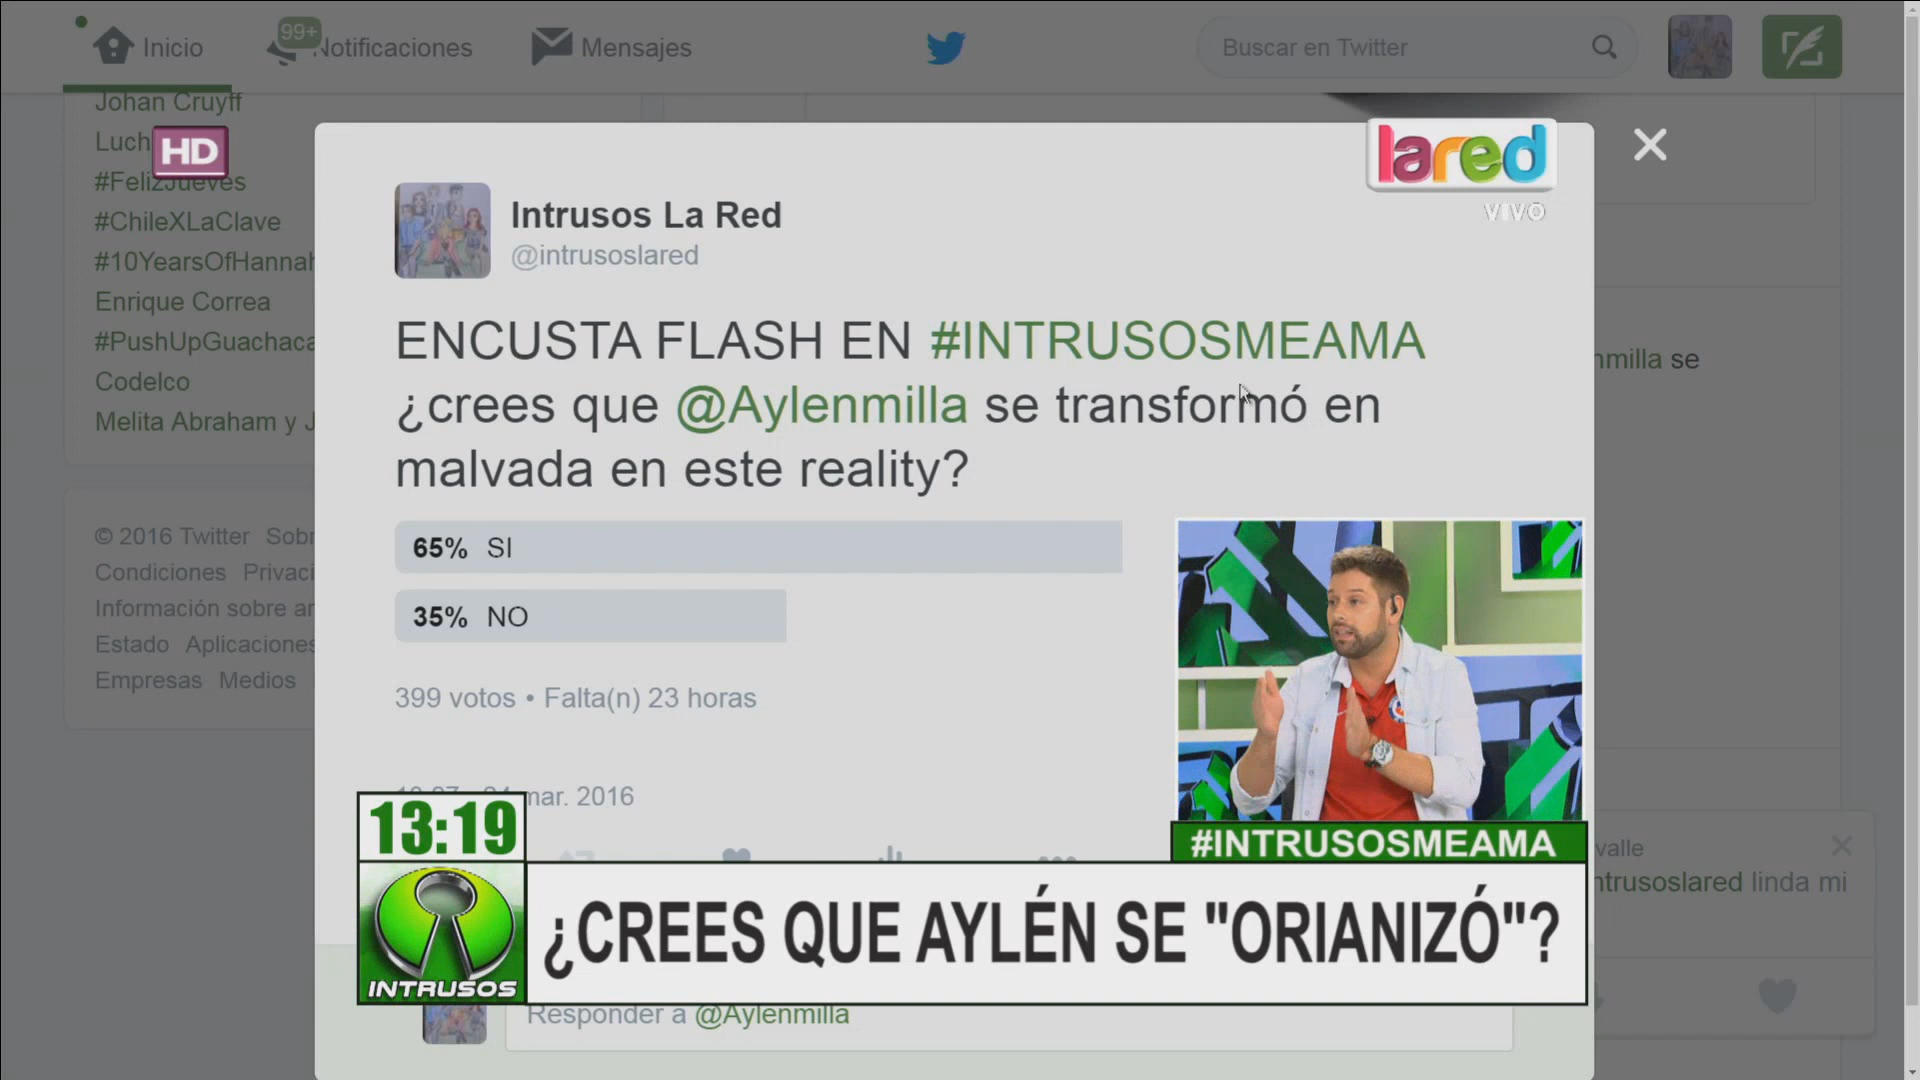 Inicio
99+
Notificaciones
Mensajes
Buscar en Twitter
Johan Cruyff
Luch
#FelizJueves
#ChileXLaClave
#10YearsOfHannah
Enrique Correa
#PushUpGuachaca
Codelco
Melita Abraham y J
© 2016 Twitter Sobr
Condiciones Privaci
Información sobre an
Estado Aplicaciones
Empresas Medios
HD
lared
VIVO
Intrusos La Red
@intrusoslared
ENCUSTA FLASH EN #INTRUSOSMEAMA
¿crees que @Aylenmilla se transformó en
malvada en este reality?
65% SI
35% NO
399 votos • Falta(n) 23 horas
mar. 2016
nmilla se
13:19
INTRUSOS
#INTRUSOSMEAMA
¿CREES QUE AYLÉN SE "ORIANIZÓ"?
valle
ntrusoslared linda mi
Responder a @Aylenmilla